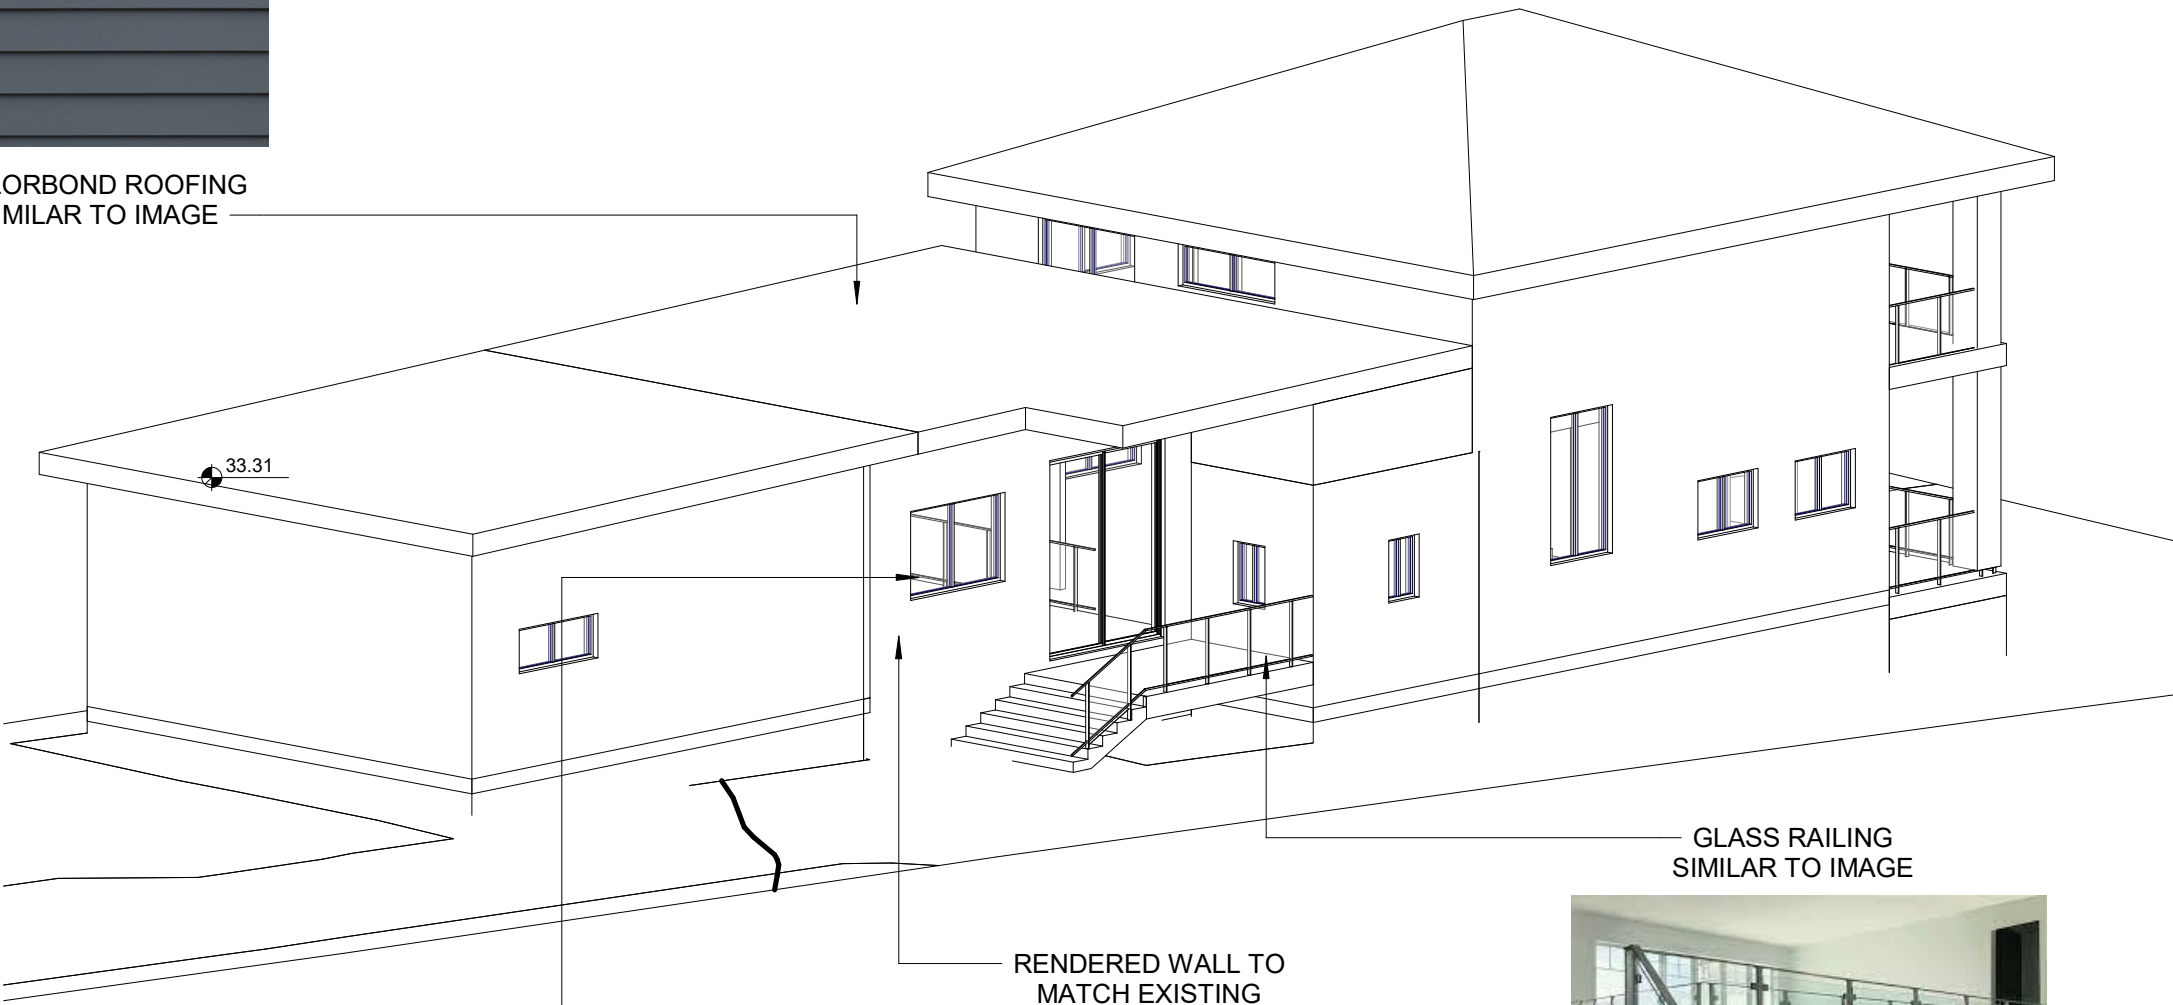 ORBOND ROOFING
MILAR TO IMAGE
33.31
GLASS RAILING
SIMILAR TO IMAGE
RENDERED WALL TO
MATCH EXISTING